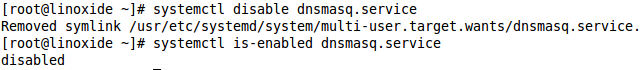 [root@linoxide ~]# systemctl disable dnsmasq.service
Removed symlink /usr/etc/systemd/system/multi-user.target.wants/dnsmasq.service.
[root@linoxide ~]# systemctl is-enabled dnsmasq.service
disabled